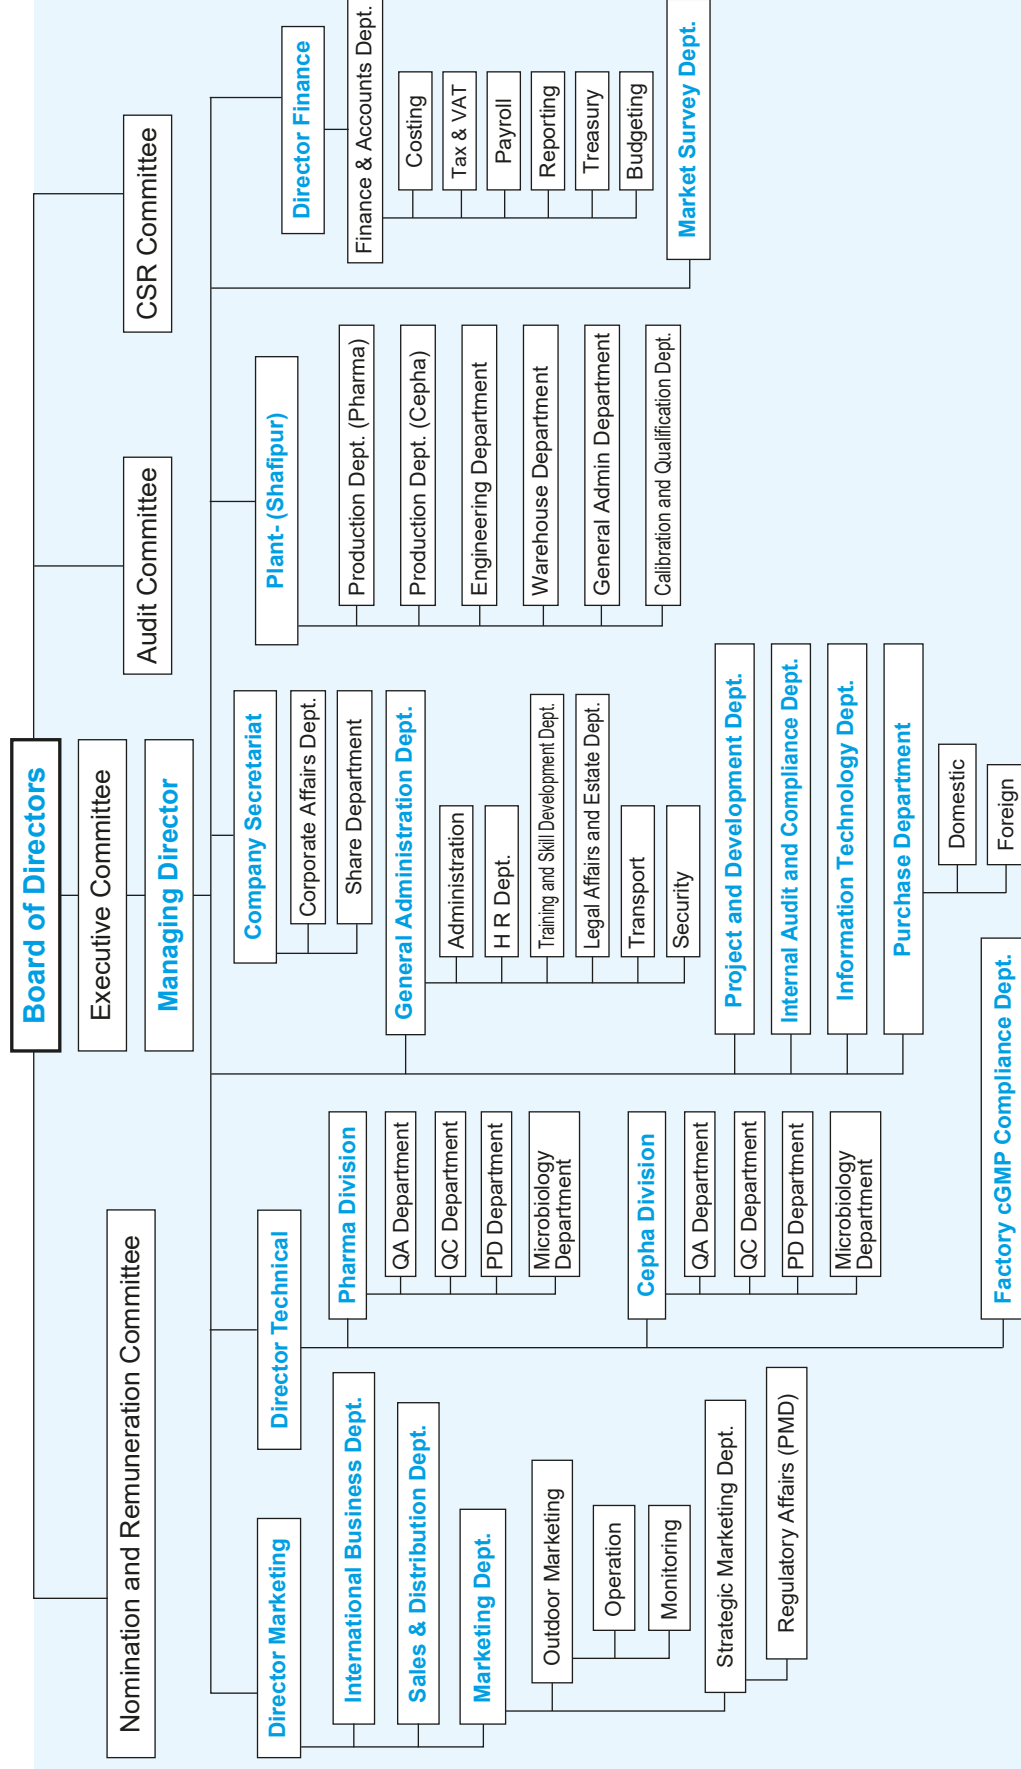 Board of Directors
Executive Committee
Managing Director
Nomination and Remuneration Committee
Audit Committee
CSR Committee
Director Marketing
International Business Dept.
Sales & Distribution Dept.
Marketing Dept.
Outdoor Marketing
Operation
Monitoring
Strategic Marketing Dept.
Regulatory Affairs (PMD)
Director Technical
Pharma Division
QA Department
QC Department
PD Department
Microbiology
Department
Cepha Division
QA Department
QC Department
PD Department
Microbiology
Department
Factory cGMP Compliance Dept.
Company Secretariat
Corporate Affairs Dept.
Share Department
General Administration Dept.
Administration
H R Dept.
Training and Skill Development Dept.
Legal Affairs and Estate Dept.
Transport
Security
Project and Development Dept.
Internal Audit and Compliance Dept.
Information Technology Dept.
Purchase Department
Domestic
Foreign
Plant- (Shafipur)
Production Dept. (Pharma)
Production Dept. (Cepha)
Engineering Department
Warehouse Department
General Admin Department
Calibration and Qualification Dept.
Director Finance
Finance & Accounts Dept.
Costing
Tax & VAT
Payroll
Reporting
Treasury
Budgeting
Market Survey Dept.